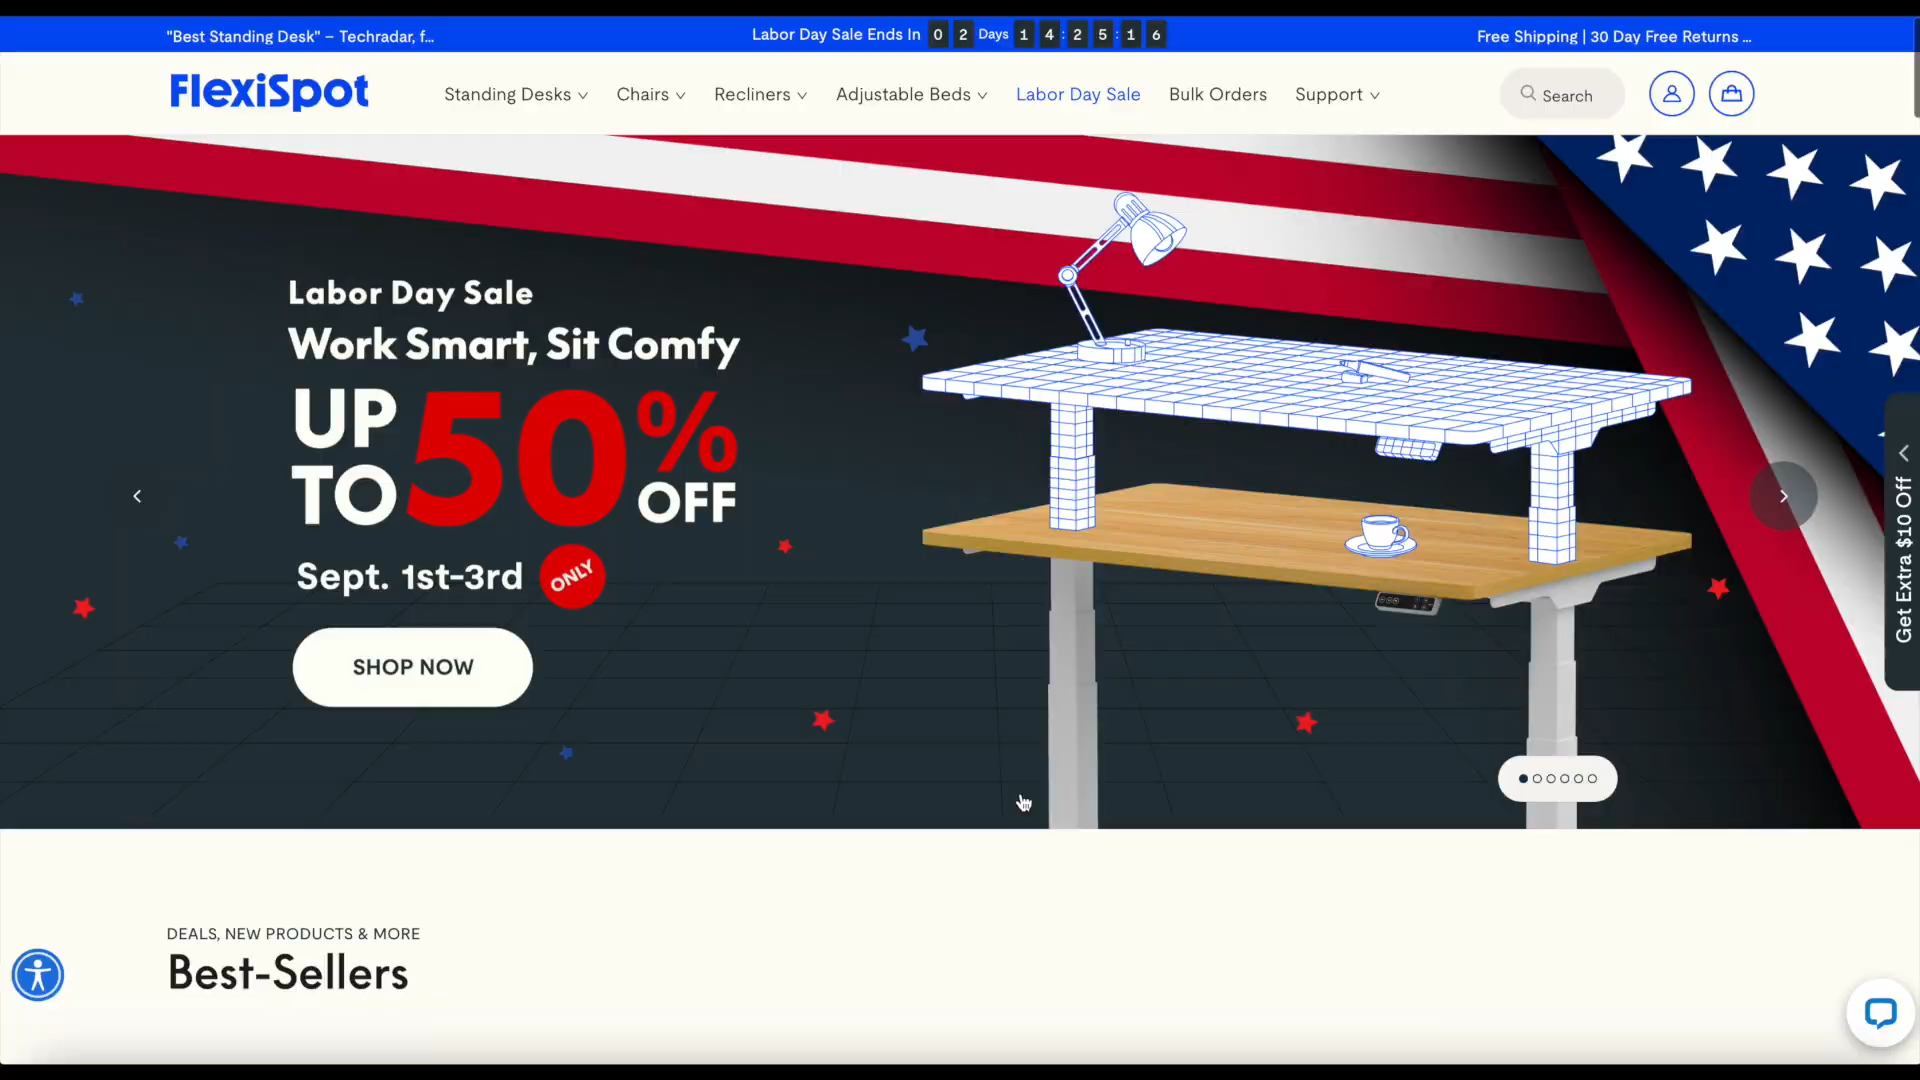 "Best Standing Desk" – Techradar, f...
Labor Day Sale Ends In 0 2 Days 1 4 : 2 5 : 1 6
Free Shipping | 30 Day Free Returns ...
FlexiSpot
Standing Desks
Chairs
Recliners
Adjustable Beds
Labor Day Sale
Bulk Orders
Support
Search
Labor Day Sale
Work Smart, Sit Comfy
UP TO 50% OFF
Sept. 1st-3rd ONLY
SHOP NOW
Get Extra $10 Off
DEALS, NEW PRODUCTS & MORE
Best-Sellers